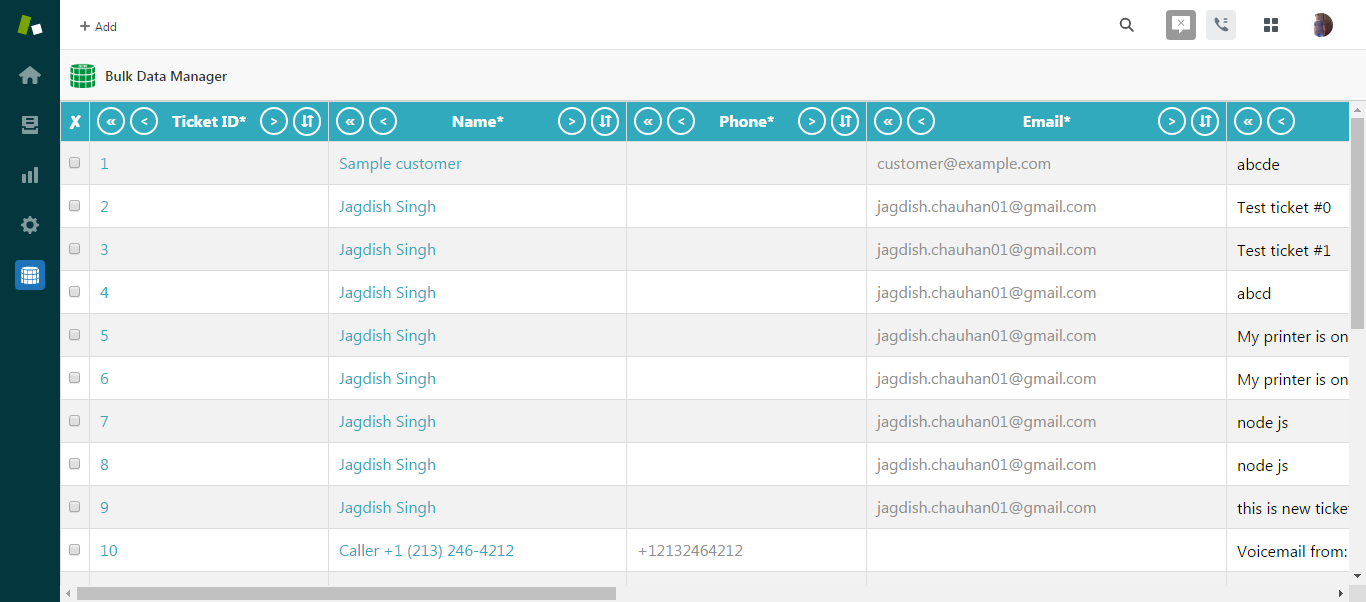 + Add
Bulk Data Manager
✗ « < Ticket ID* > ⇵ « < Name* > ⇵ « < Phone* > ⇵ « < Email* > ⇵ « <
1 Sample customer customer@example.com abcde
2 Jagdish Singh jagdish.chauhan01@gmail.com Test ticket #0
3 Jagdish Singh jagdish.chauhan01@gmail.com Test ticket #1
4 Jagdish Singh jagdish.chauhan01@gmail.com abcd
5 Jagdish Singh jagdish.chauhan01@gmail.com My printer is on
6 Jagdish Singh jagdish.chauhan01@gmail.com My printer is on
7 Jagdish Singh jagdish.chauhan01@gmail.com node js
8 Jagdish Singh jagdish.chauhan01@gmail.com node js
9 Jagdish Singh jagdish.chauhan01@gmail.com this is new ticke
10 Caller +1 (213) 246-4212 +12132464212 Voicemail from: